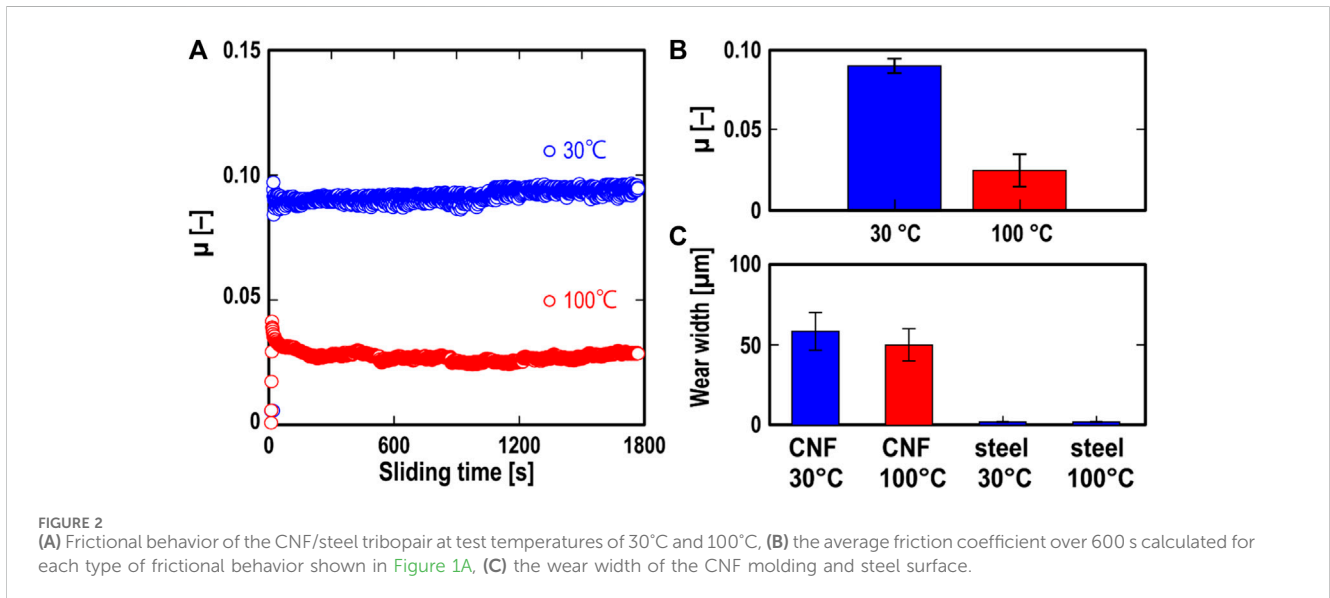 A
0.15
0.10
0.05
0
μ [−]
30℃
100℃
0
600
1200
1800
Sliding time [s]
B
0.10
0.05
0
μ [−]
30 °C
100 °C
C
100
50
0
Wear width [μm]
CNF
30°C
CNF
100°C
steel
30°C
steel
100°C
FIGURE 2
(A) Frictional behavior of the CNF/steel tribopair at test temperatures of 30°C and 100°C, (B) the average friction coefficient over 600 s calculated for
each type of frictional behavior shown in Figure 1A, (C) the wear width of the CNF molding and steel surface.